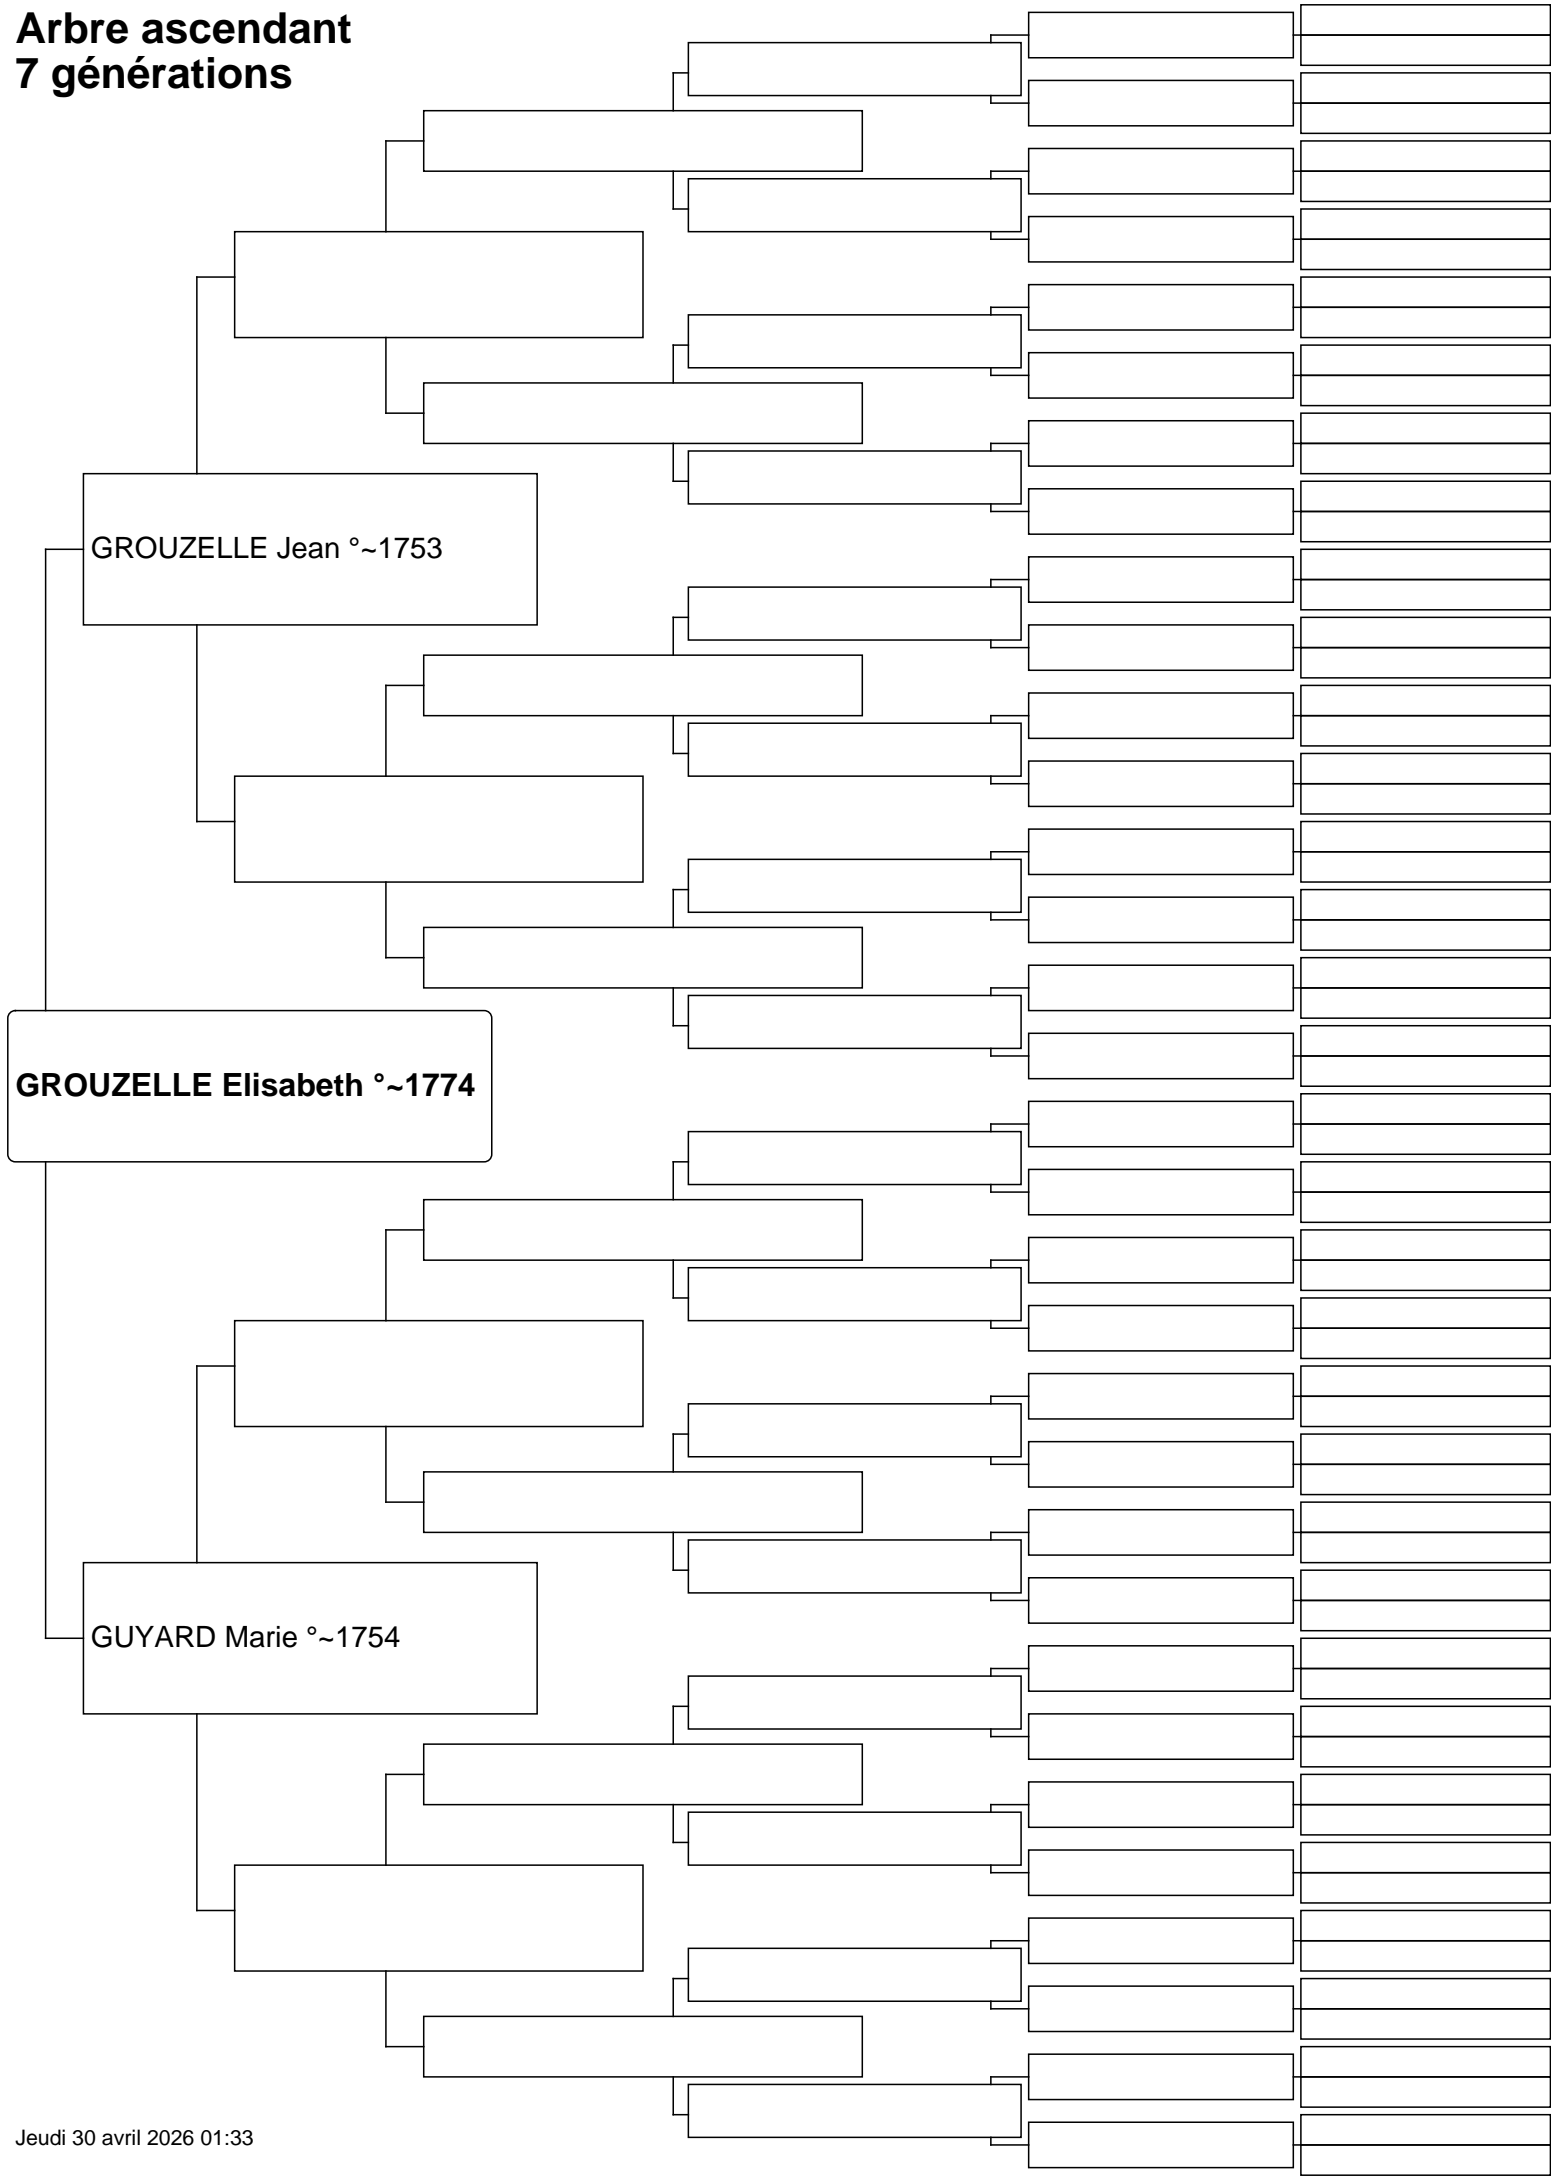 Arbre ascendant
7 générations
GROUZELLE Jean °~1753
GROUZELLE Elisabeth °~1774
GUYARD Marie °~1754
Jeudi 30 avril 2026 01:33